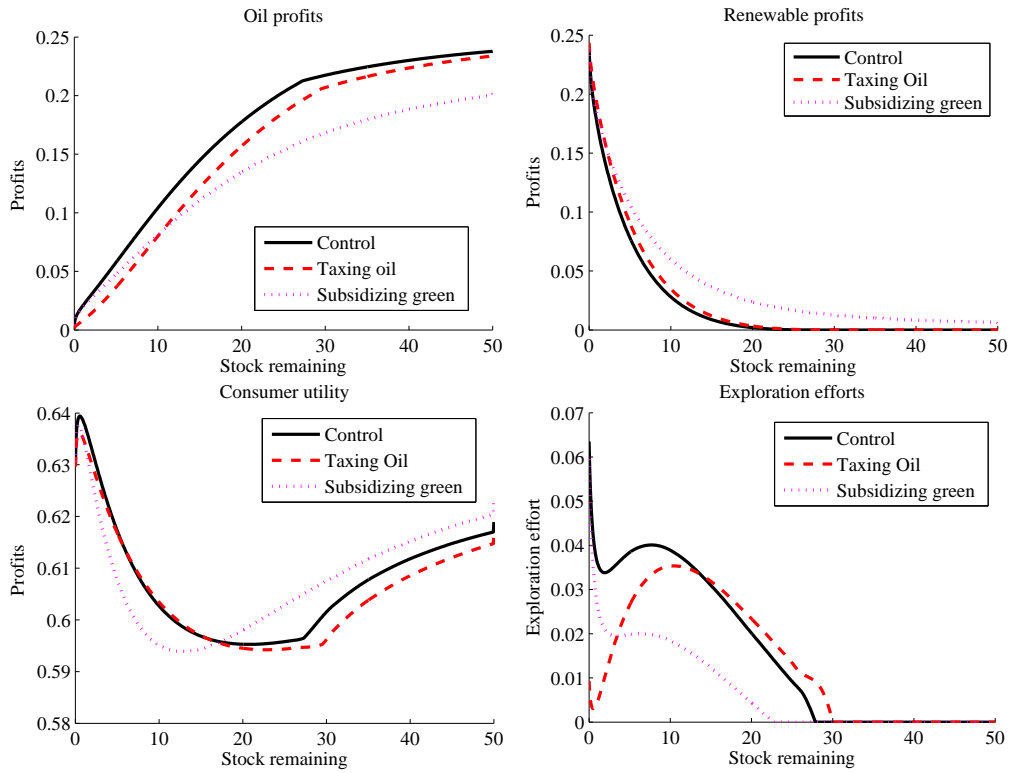 Oil profits
0.25
0.2
0.15
0.1
0.05
0
Profits
Control
Taxing oil
Subsidizing green
0 10 20 30 40 50
Stock remaining
Renewable profits
0.25
0.2
0.15
0.1
0.05
0
Profits
Control
Taxing Oil
Subsidizing green
0 10 20 30 40 50
Stock remaining
Consumer utility
0.64
0.63
0.62
0.61
0.6
0.59
0.58
Profits
Control
Taxing Oil
Subsidizing green
0 10 20 30 40 50
Stock remaining
Exploration efforts
0.07
0.06
0.05
0.04
0.03
0.02
0.01
0
Exploration effort
Control
Taxing Oil
Subsidizing green
0 10 20 30 40 50
Stock remaining